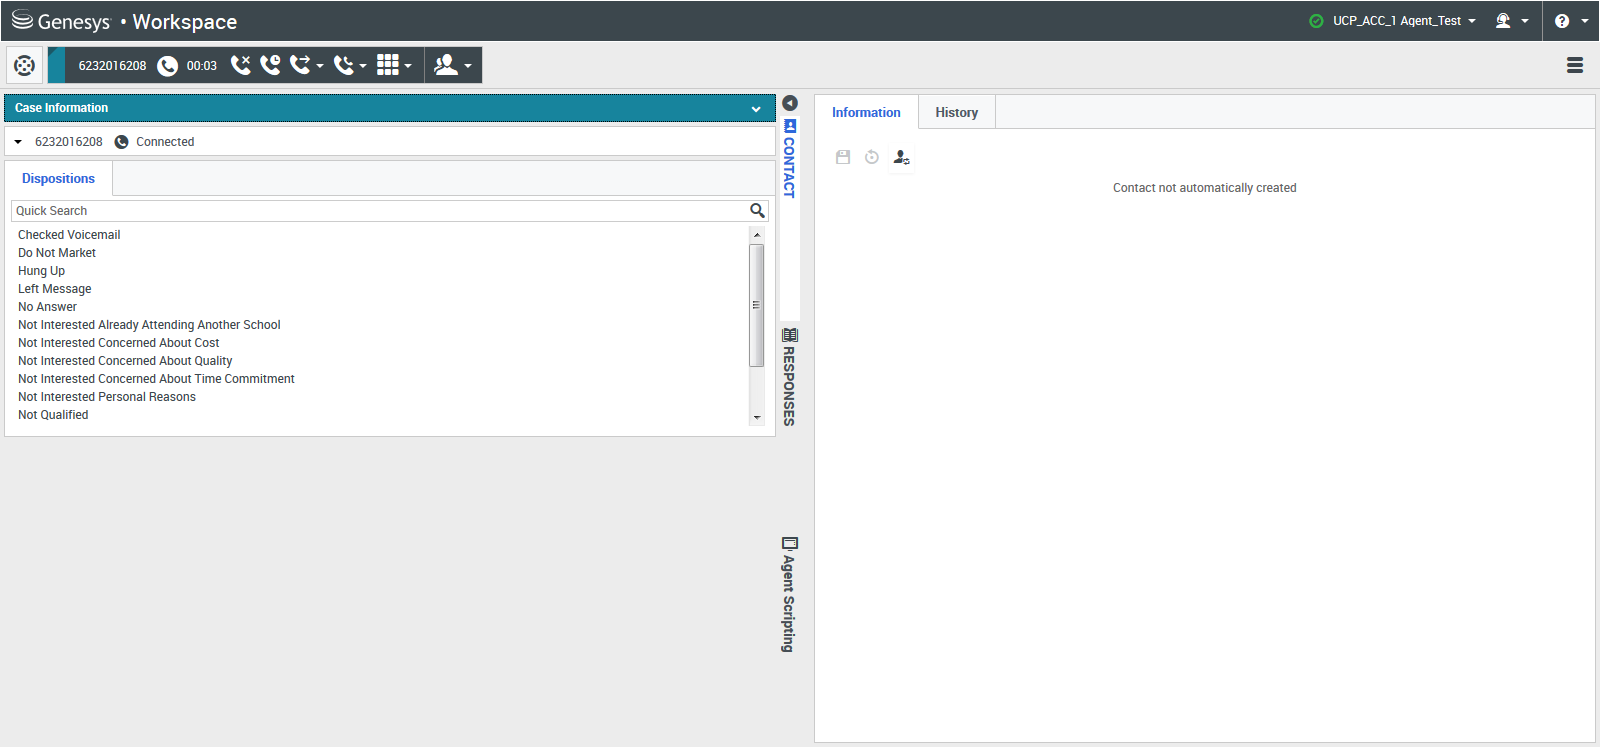 Genesys • Workspace
UCP_ACC_1 Agent_Test
6232016208 00:03
Case Information
6232016208 Connected
Dispositions
Quick Search
Checked Voicemail
Do Not Market
Hung Up
Left Message
No Answer
Not Interested Already Attending Another School
Not Interested Concerned About Cost
Not Interested Concerned About Quality
Not Interested Concerned About Time Commitment
Not Interested Personal Reasons
Not Qualified
CONTACT
RESPONSES
Agent Scripting
Information History
Contact not automatically created